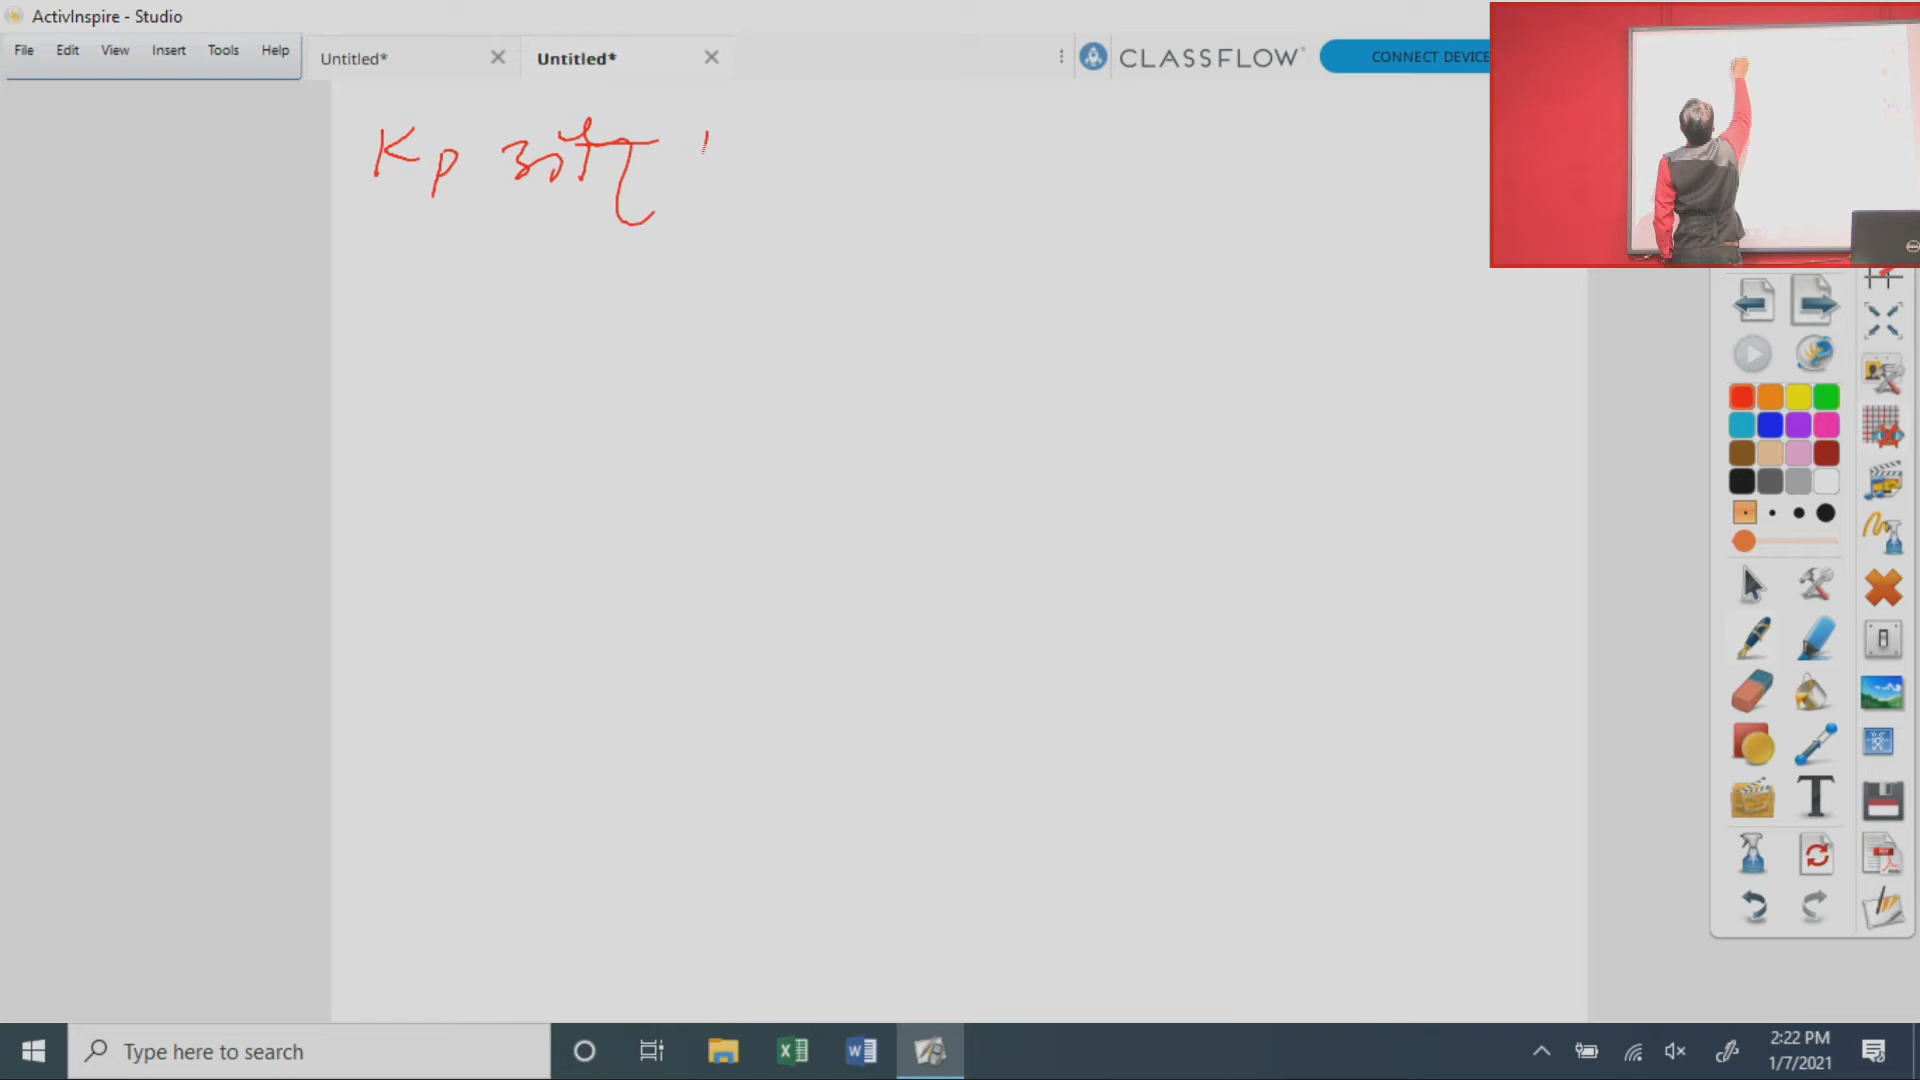 ActivInspire - Studio
File Edit View Insert Tools Help
Untitled*
Untitled*
CLASSFLOW
CONNECT DEVICE
Kp
T
Type here to search
2:22 PM
1/7/2021